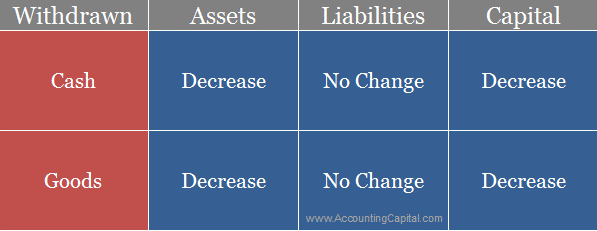 Withdrawn Assets Liabilities Capital
Cash Decrease No Change Decrease
Goods Decrease No Change Decrease
www.AccountingCapital.com